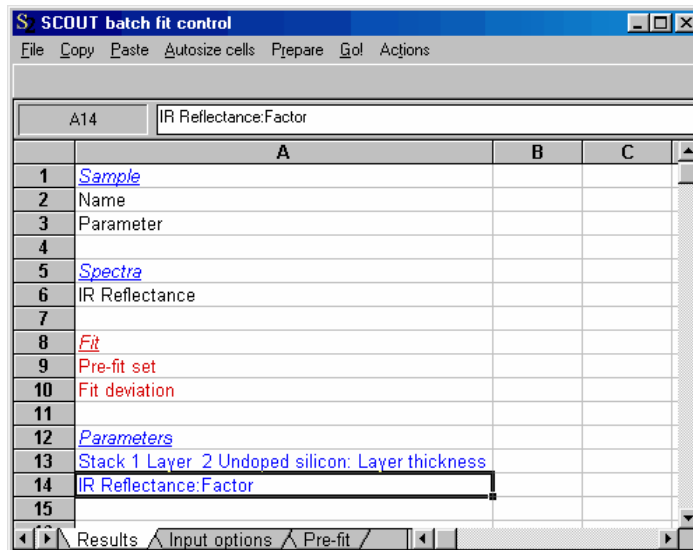 S2 SCOUT batch fit control
File Copy Paste Autosize cells Prepare Go! Actions
A14 IR Reflectance:Factor
A B C
1 Sample
2 Name
3 Parameter
4
5 Spectra
6 IR Reflectance
7
8 Fit
9 Pre-fit set
10 Fit deviation
11
12 Parameters
13 Stack 1 Layer 2 Undoped silicon: Layer thickness
14 IR Reflectance:Factor
15
Results Input options Pre-fit